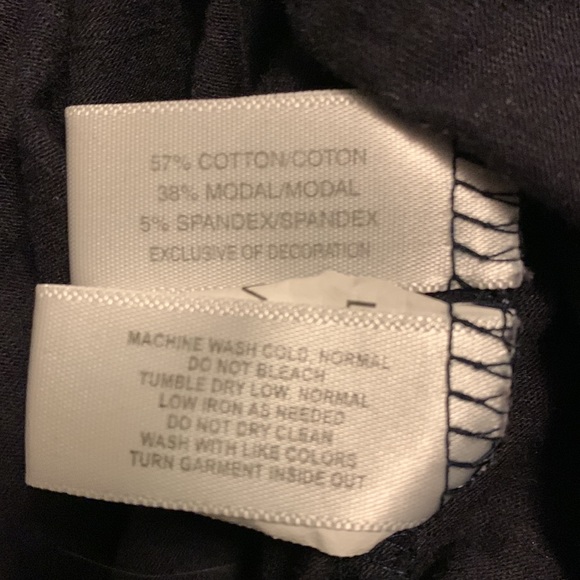 57% COTTON/COTON
38% MODAL/MODAL
5% SPANDEX/SPANDEX
EXCLUSIVE OF DECORATION
MACHINE WASH COLD, NORMAL
DO NOT BLEACH
TUMBLE DRY LOW, NORMAL
LOW IRON AS NEEDED
DO NOT DRY CLEAN
WASH WITH LIKE COLORS
TURN GARMENT INSIDE OUT